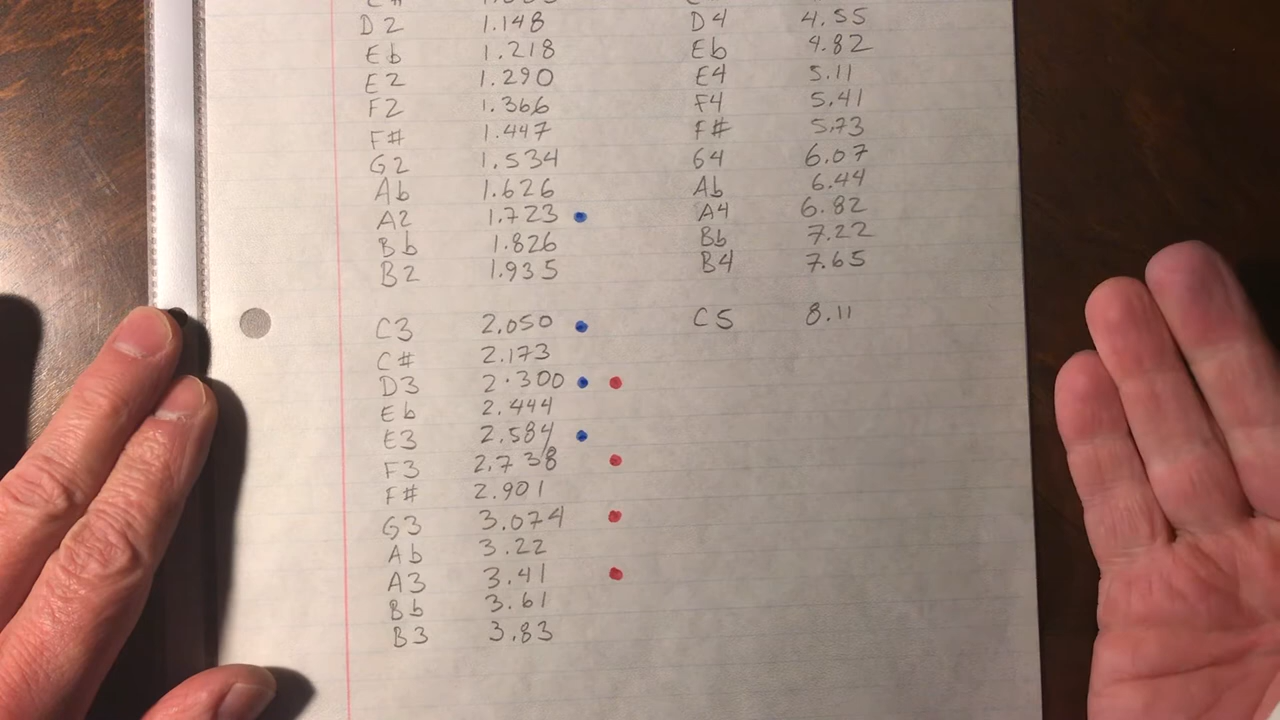 D2 1.148
Eb 1.218
E2 1.290
F2 1.366
F# 1.447
G2 1.534
Ab 1.626
A2 1.723
Bb 1.826
B2 1.935
C3 2.050
C# 2.173
D3 2.300
Eb 2.444
E3 2.584
F3 2.738
F# 2.901
G3 3.074
Ab 3.22
A3 3.41
Bb 3.61
B3 3.83
D4 4.55
Eb 4.82
E4 5.11
F4 5.41
F# 5.73
G4 6.07
Ab 6.44
A4 6.82
Bb 7.22
B4 7.65
C5 8.11